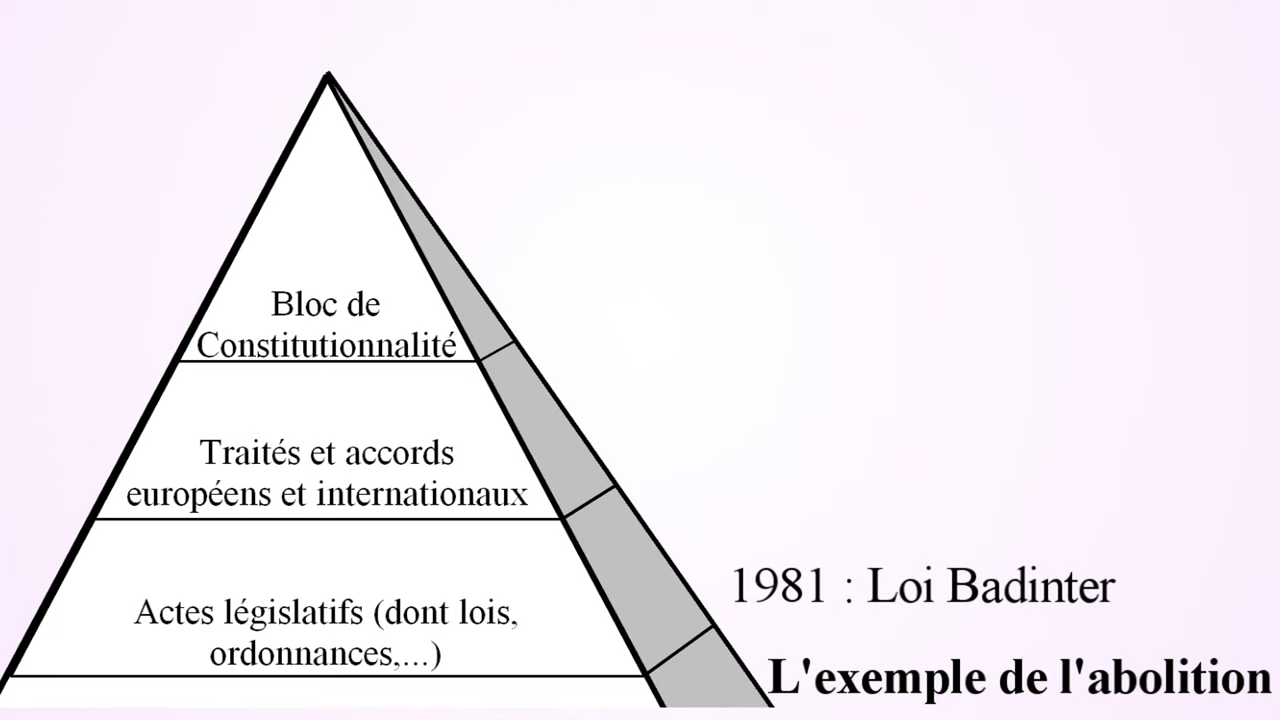 Bloc de
Constitutionnalité
Traités et accords
européens et internationaux
Actes législatifs (dont lois,
ordonnances,...)
1981 : Loi Badinter
L'exemple de l'abolition